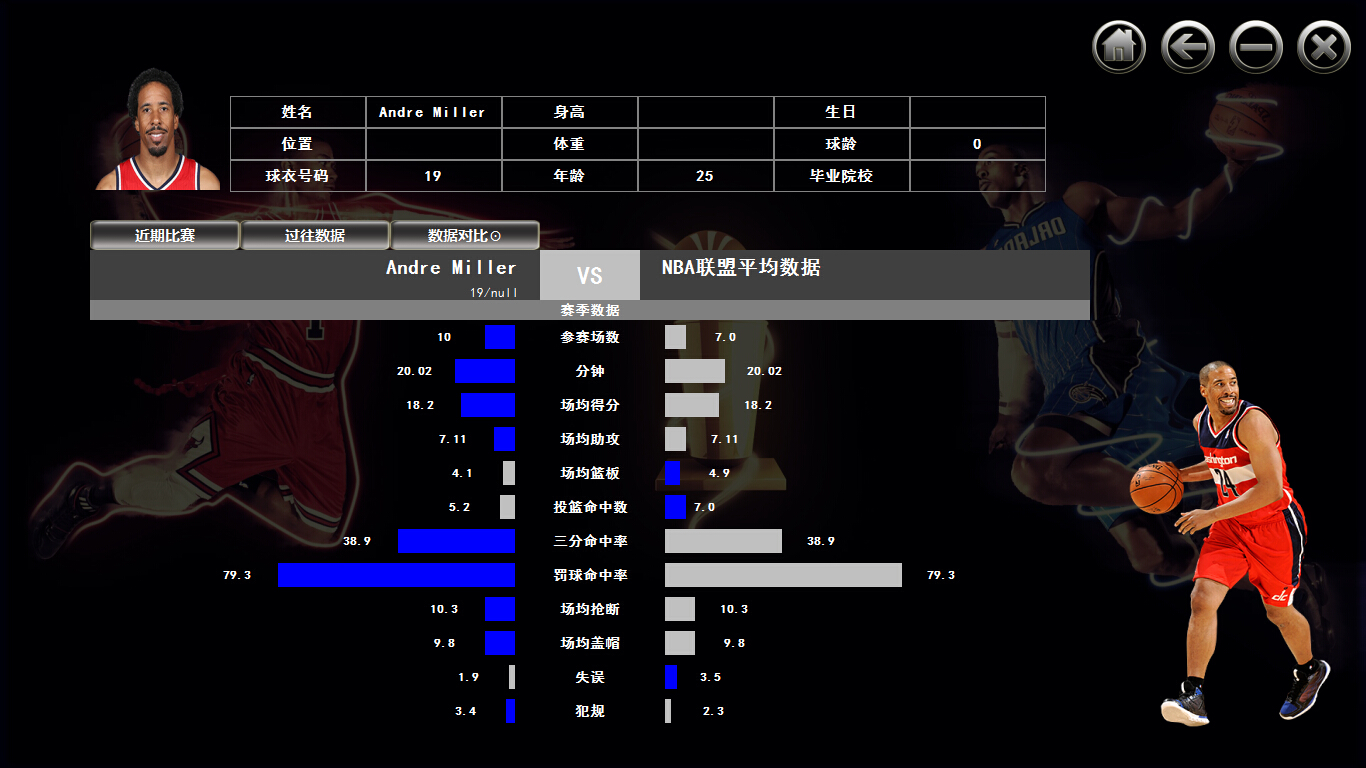 姓名 Andre Miller 身高 生日
位置 体重 球龄 0
球衣号码 19 年龄 25 毕业院校
近期比赛 过往数据 数据对比⊙
Andre Miller VS NBA联盟平均数据
19/null
赛季数据
10 参赛场数 7.0
20.02 分钟 20.02
18.2 场均得分 18.2
7.11 场均助攻 7.11
4.1 场均篮板 4.9
5.2 投篮命中数 7.0
38.9 三分命中率 38.9
79.3 罚球命中率 79.3
10.3 场均抢断 10.3
9.8 场均盖帽 9.8
1.9 失误 3.5
3.4 犯规 2.3
washington
24